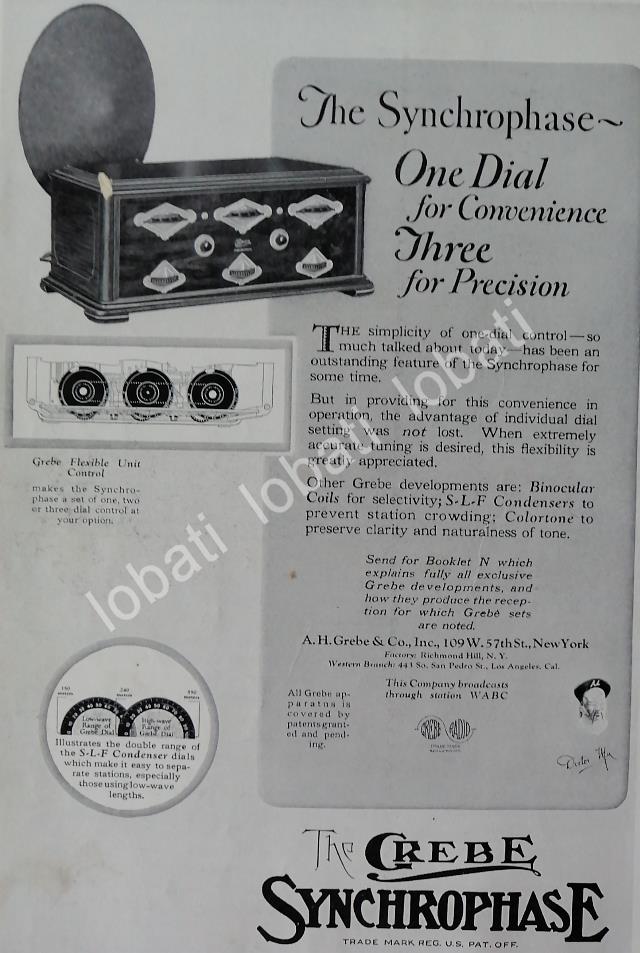 The Synchrophase~
One Dial
for Convenience
Three
for Precision
THE simplicity of one-dial control—so
much talked about today—has been an
outstanding feature of the Synchrophase for
some time.
But in providing for this convenience in
operation, the advantage of individual dial
setting was not lost. When extremely
accurate tuning is desired, this flexibility is
greatly appreciated.
Other Grebe developments are: Binocular
Coils for selectivity; S-L-F Condensers to
prevent station crowding; Colortone to
preserve clarity and naturalness of tone.
Send for Booklet N which
explains fully all exclusive
Grebe developments, and
how they produce the recep-
tion for which Grebe sets
are noted.
A. H. Grebe & Co., Inc., 109 W. 57th St., New York
Factory: Richmond Hill, N. Y.
Western Branch: 443 So. San Pedro St., Los Angeles, Cal.
This Company broadcasts
through station WABC
All Grebe ap-
paratus is
covered by
patents grant-
ed and pend-
ing.
GREBE RADIO
Doctor Mu
Grebe Flexible Unit
Control
makes the Synchro-
phase a set of one, two
or three dial control at
your option.
150 240 550
Low-wave
Range of
Grebe Dial
High-wave
Range of
Grebe Dial
Illustrates the double range of
the S-L-F Condenser dials
which make it easy to sepa-
rate stations, especially
those using low-wave
lengths.
The GREBE
SYNCHROPHASE
TRADE MARK REG. U.S. PAT. OFF.
lobati lobati lobati